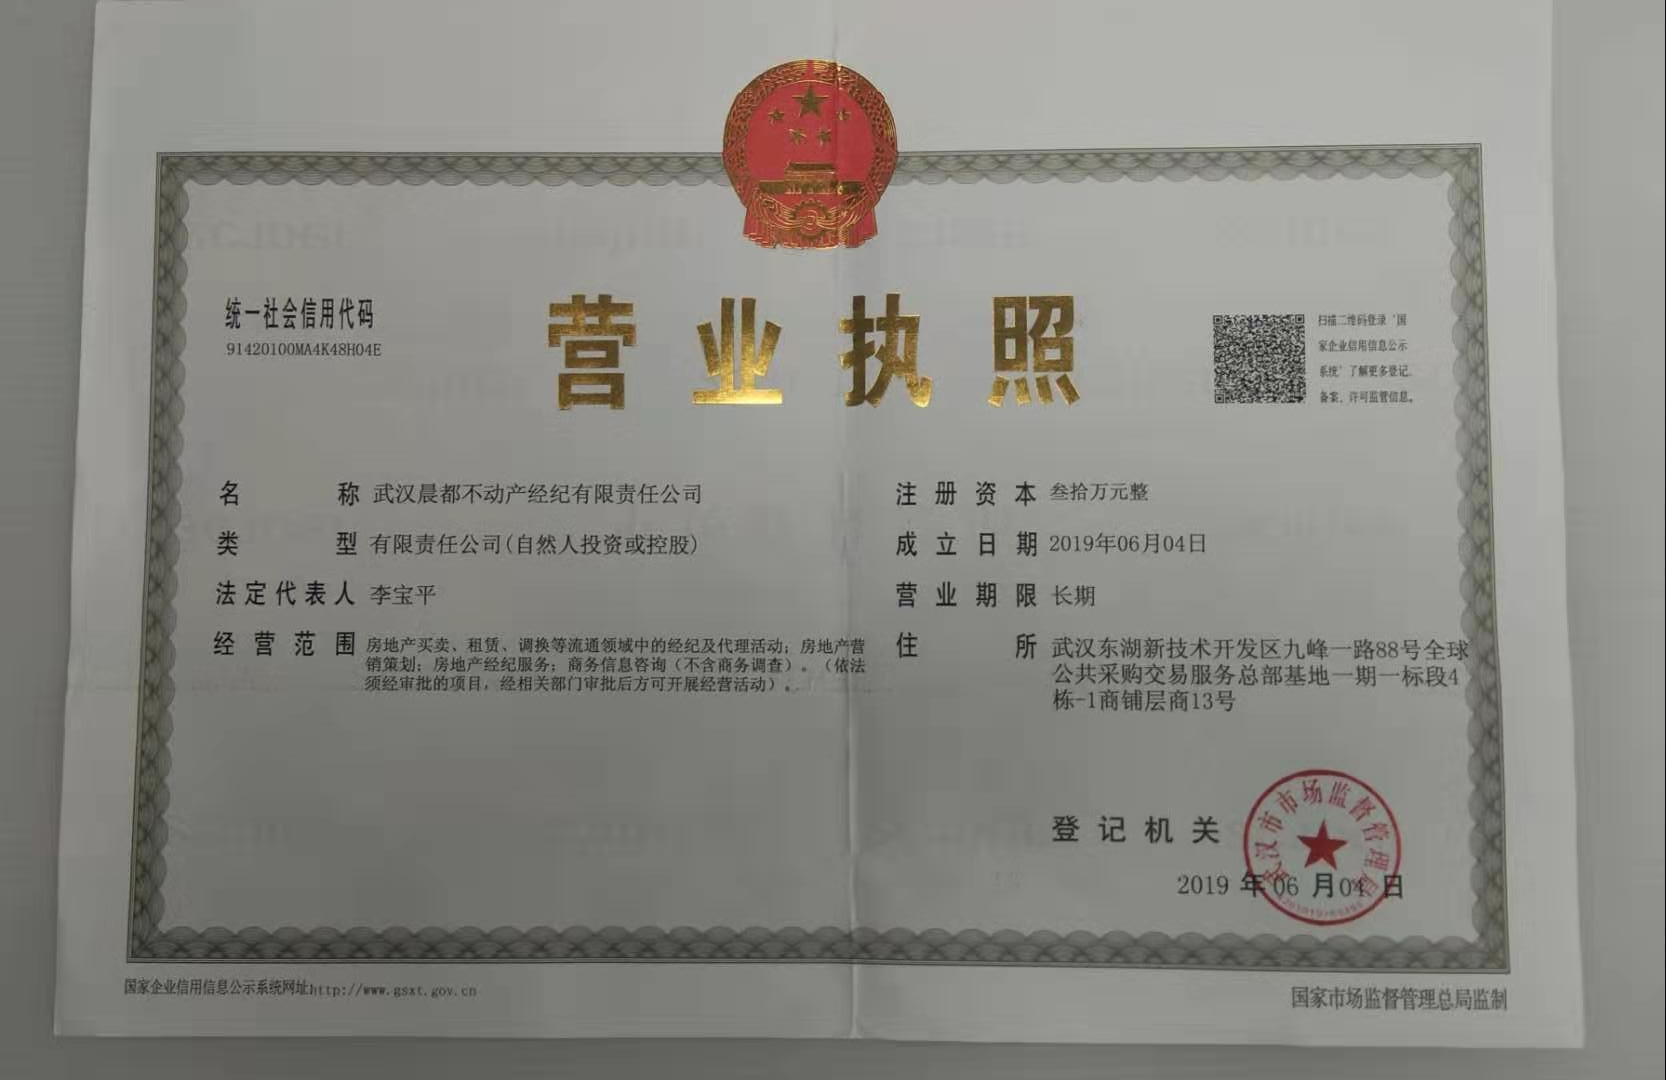 营业执照
统一社会信用代码
91420100MA4K48H04E
扫描二维码登录‘国
家企业信用信息公示
系统’了解更多登记、
备案、许可监管信息。
名称 武汉晨都不动产经纪有限责任公司
类型 有限责任公司(自然人投资或控股)
法定代表人 李宝平
经营范围 房地产买卖、租赁、调换等流通领域中的经纪及代理活动；房地产营
销策划；房地产经纪服务；商务信息咨询（不含商务调查）。（依法
须经审批的项目，经相关部门审批后方可开展经营活动）。
注册资本 叁拾万元整
成立日期 2019年06月04日
营业期限 长期
住所 武汉东湖新技术开发区九峰一路88号全球
公共采购交易服务总部基地一期一标段4
栋-1商铺层商13号
登记机关
武汉市市场监督管理局
2019 年 06 月 04 日
国家企业信用信息公示系统网址http://www.gsxt.gov.cn
国家市场监督管理总局监制